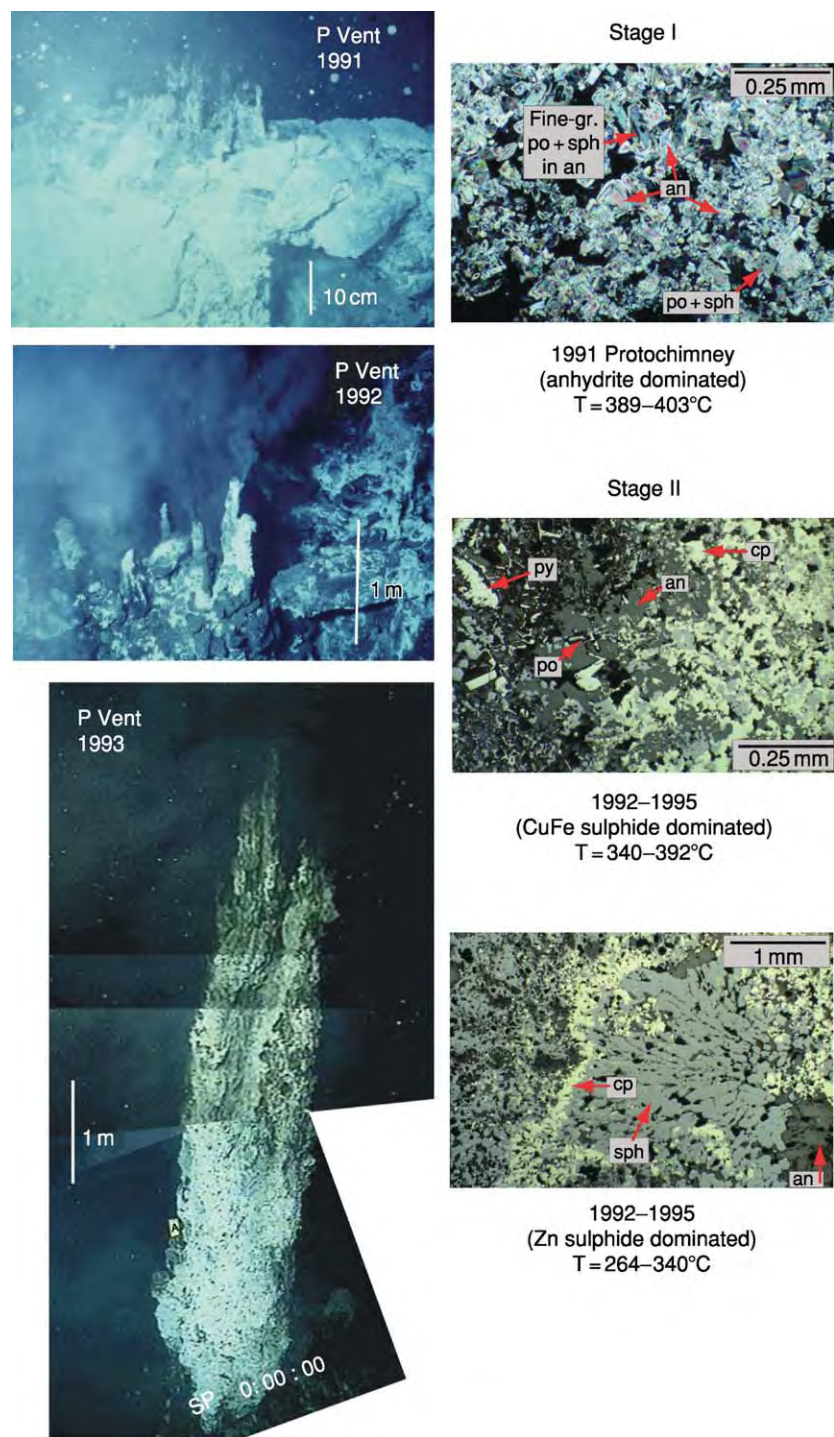 P Vent
1991
10 cm
P Vent
1992
1 m
P Vent
1993
1 m
A
SP 0:00:00
Stage I
0.25 mm
Fine-gr.
po + sph
in an
an
po + sph
1991 Protochimney
(anhydrite dominated)
T = 389–403°C
Stage II
cp
py
an
po
0.25 mm
1992–1995
(CuFe sulphide dominated)
T = 340–392°C
1 mm
cp
sph
an
1992–1995
(Zn sulphide dominated)
T = 264–340°C